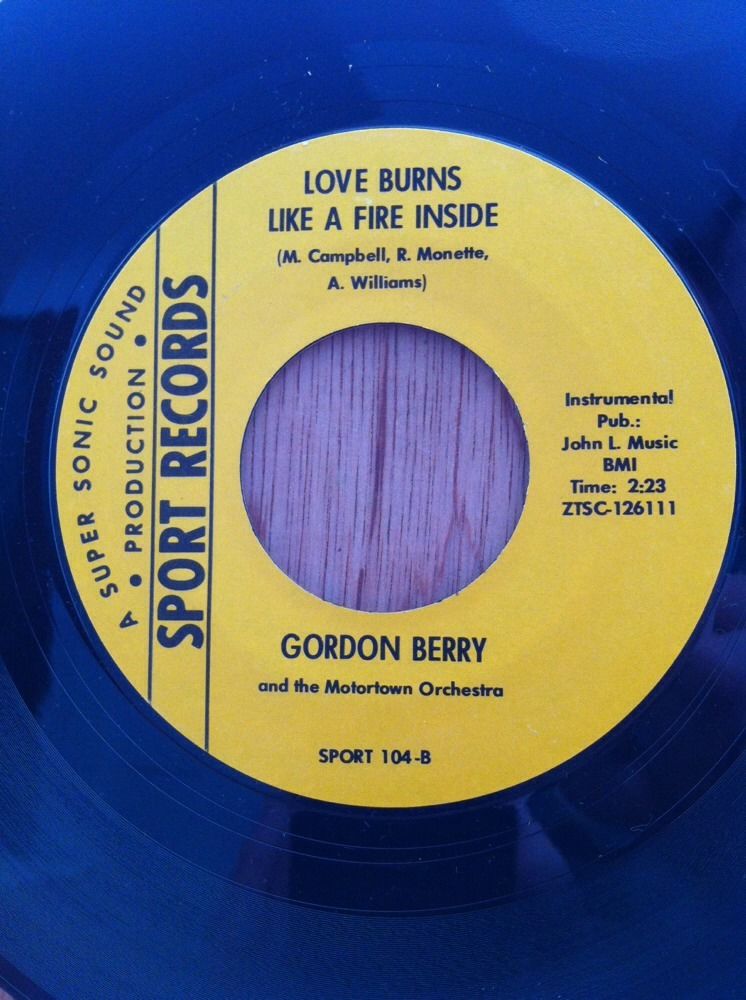 LOVE BURNS
LIKE A FIRE INSIDE
(M. Campbell, R. Monette,
A. Williams)
A SUPER SONIC SOUND
• PRODUCTION •
SPORT RECORDS
Instrumental
Pub.:
John L. Music
BMI
Time: 2:23
ZTSC-126111
GORDON BERRY
and the Motortown Orchestra
SPORT 104-B